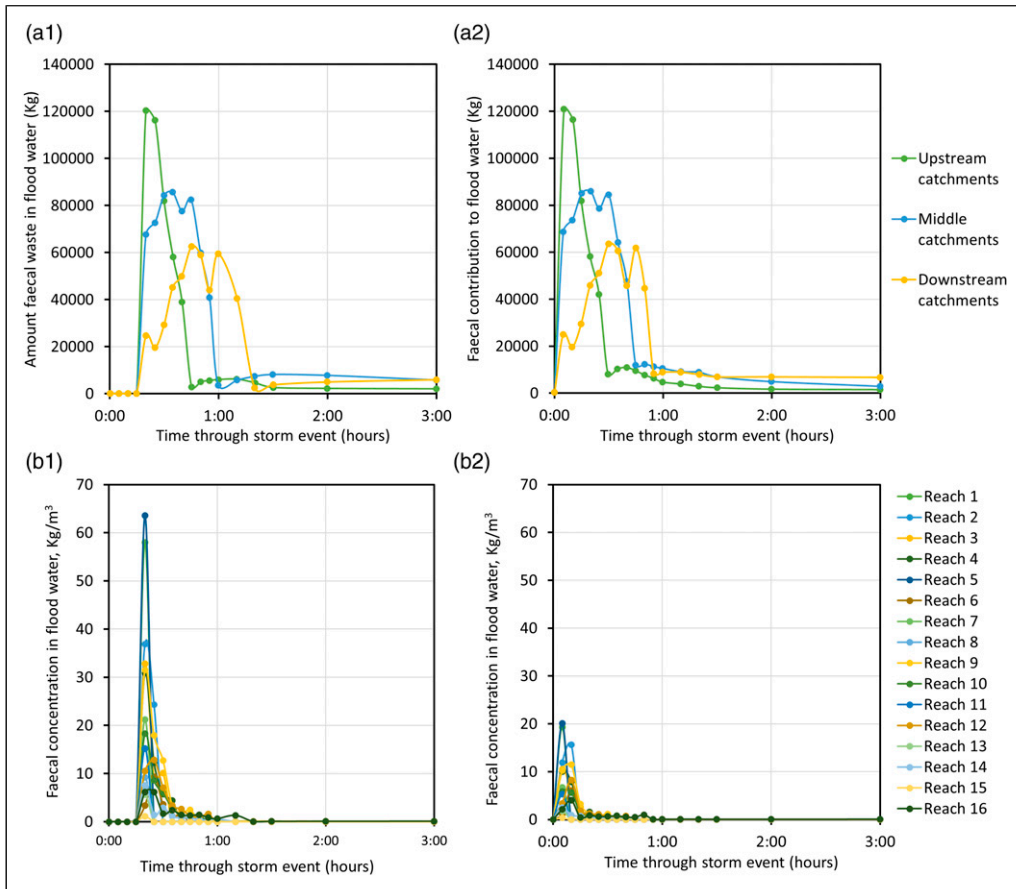 (a1)
Amount faecal waste in flood water (Kg)
140000
120000
100000
80000
60000
40000
20000
0
0:00 1:00 2:00 3:00
Time through storm event (hours)
(a2)
Faecal contribution to flood water (Kg)
140000
120000
100000
80000
60000
40000
20000
0
0:00 1:00 2:00 3:00
Time through storm event (hours)
Upstream
catchments
Middle
catchments
Downstream
catchments
(b1)
Faecal concentration in flood water, Kg/m³
70
60
50
40
30
20
10
0
0:00 1:00 2:00 3:00
Time through storm event (hours)
(b2)
Faecal concentration in flood water, Kg/m³
70
60
50
40
30
20
10
0
0:00 1:00 2:00 3:00
Time through storm event (hours)
Reach 1
Reach 2
Reach 3
Reach 4
Reach 5
Reach 6
Reach 7
Reach 8
Reach 9
Reach 10
Reach 11
Reach 12
Reach 13
Reach 14
Reach 15
Reach 16